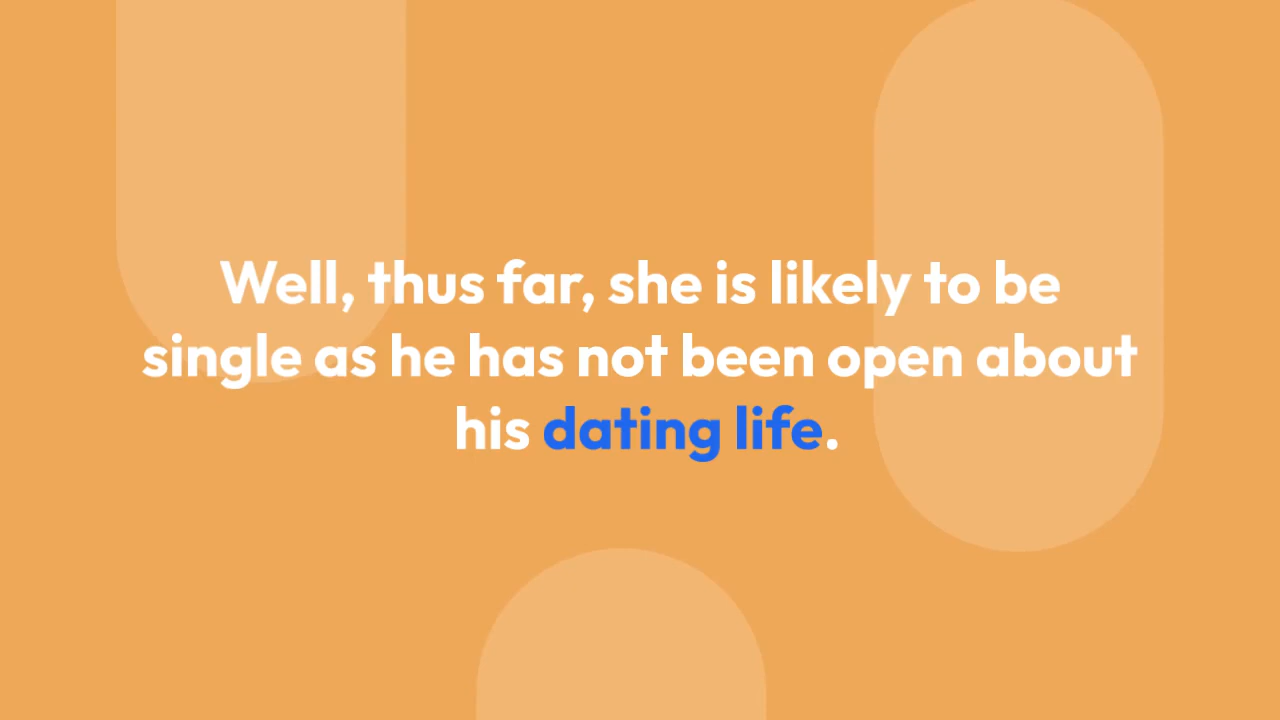 Well, thus far, she is likely to be
single as he has not been open about
his dating life.